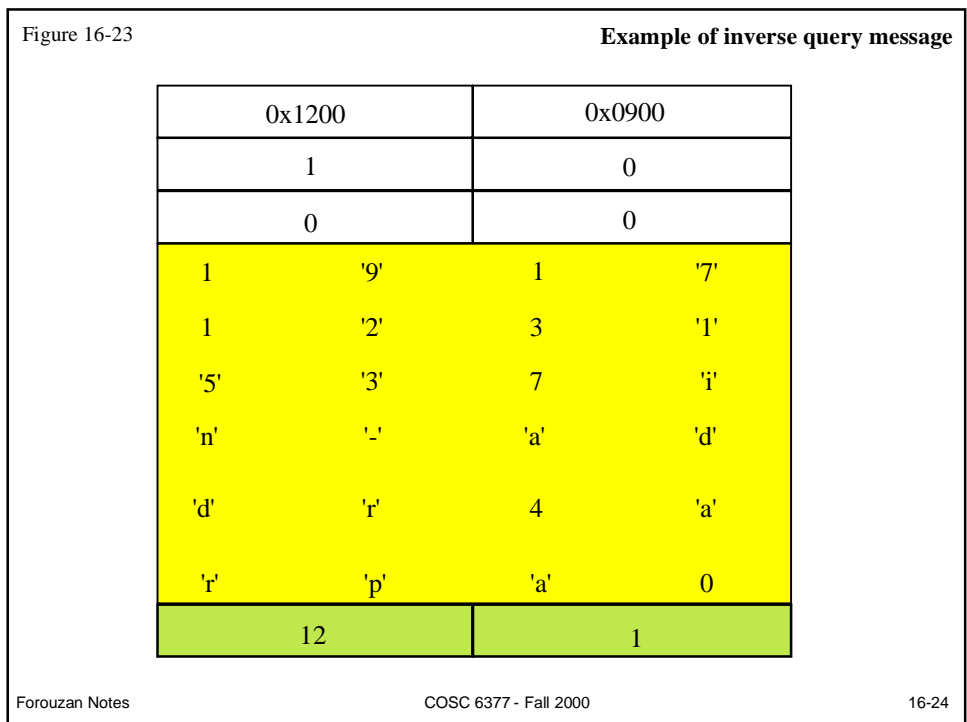 Figure 16-23 Example of inverse query message
0x1200 0x0900
1 0
0 0
1 '9' 1 '7'
1 '2' 3 '1'
'5' '3' 7 'i'
'n' '-' 'a' 'd'
'd' 'r' 4 'a'
'r' 'p' 'a' 0
12 1
Forouzan Notes COSC 6377 - Fall 2000 16-24